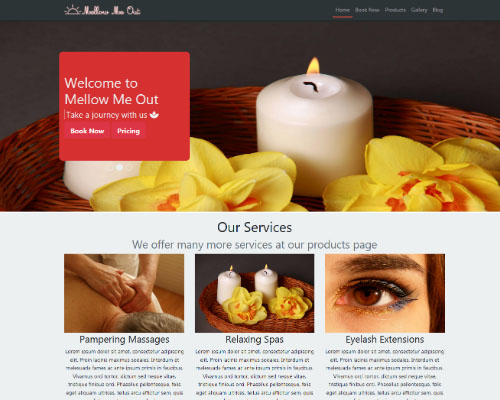 Mellow Me Out
Home Book Now Products Gallery Blog
Welcome to
Mellow Me Out
Take a journey with us
Book Now Pricing
Our Services
We offer many more services at our products page
Pampering Massages Relaxing Spas Eyelash Extensions
Lorem ipsum dolor sit amet, consectetur adipiscing Lorem ipsum dolor sit amet, consectetur adipiscing Lorem ipsum dolor sit amet, consectetur adipiscing
elit. Proin lacinia maximus sodales. Interdum et elit. Proin lacinia maximus sodales. Interdum et elit. Proin lacinia maximus sodales. Interdum et
malesuada fames ac ante ipsum primis in faucibus. malesuada fames ac ante ipsum primis in faucibus. malesuada fames ac ante ipsum primis in faucibus.
Vivamus orci tortor, dictum sed neque vitae, Vivamus orci tortor, dictum sed neque vitae, Vivamus orci tortor, dictum sed neque vitae,
tristique finibus orci. Phasellus pellentesque, felis tristique finibus orci. Phasellus pellentesque, felis tristique finibus orci. Phasellus pellentesque, felis
eget aliquam ultrices, tellus arcu efficitur sem, quis eget aliquam ultrices, tellus arcu efficitur sem, quis eget aliquam ultrices, tellus arcu efficitur sem, quis